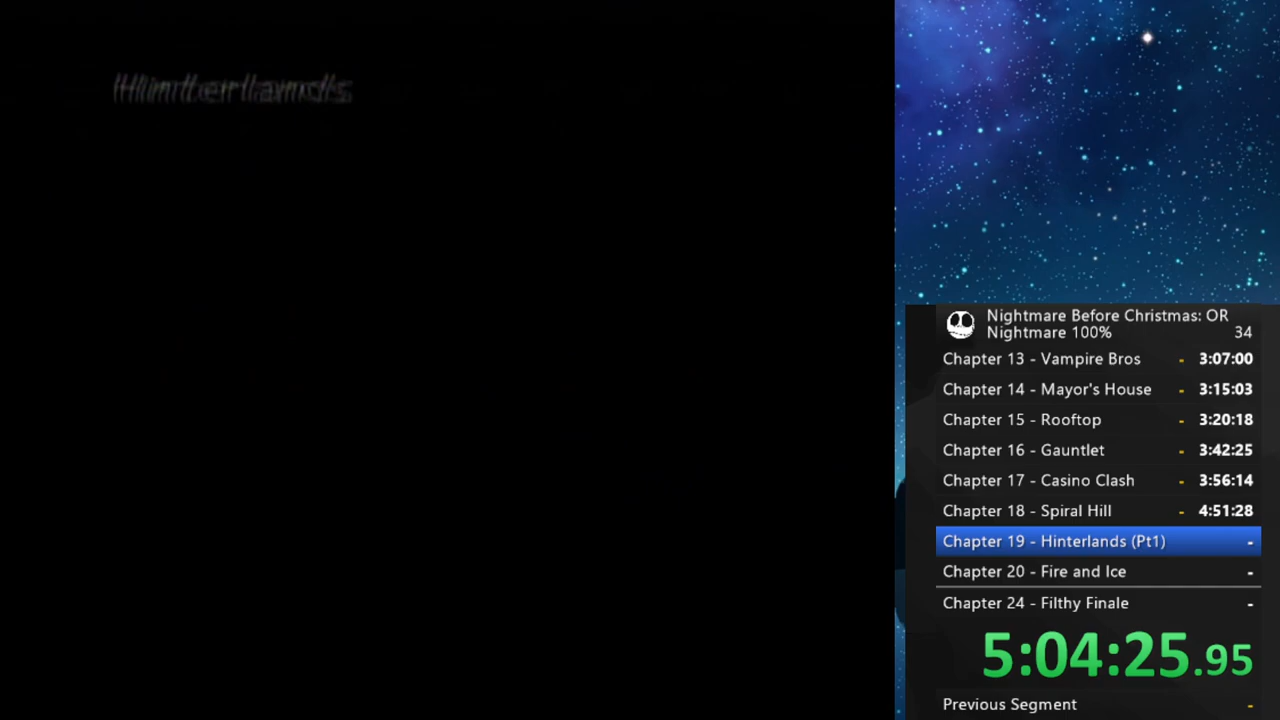 Hinterlands
Nightmare Before Christmas: OR
Nightmare 100% 34
Chapter 13 - Vampire Bros - 3:07:00
Chapter 14 - Mayor's House - 3:15:03
Chapter 15 - Rooftop - 3:20:18
Chapter 16 - Gauntlet - 3:42:25
Chapter 17 - Casino Clash - 3:56:14
Chapter 18 - Spiral Hill - 4:51:28
Chapter 19 - Hinterlands (Pt1) -
Chapter 20 - Fire and Ice -
Chapter 24 - Filthy Finale -
5:04:25.95
Previous Segment -